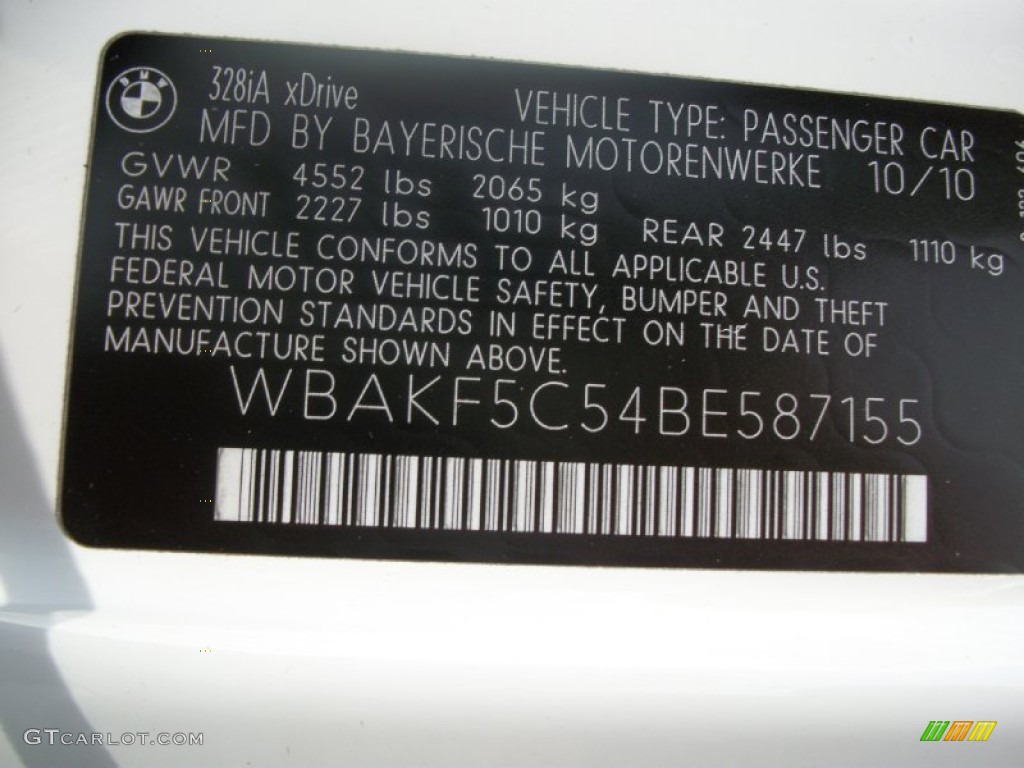 BMW
328iA xDrive
VEHICLE TYPE: PASSENGER CAR
MFD BY BAYERISCHE MOTORENWERKE 10/10
GVWR 4552 lbs 2065 kg
GAWR FRONT 2227 lbs 1010 kg REAR 2447 lbs 1110 kg
THIS VEHICLE CONFORMS TO ALL APPLICABLE U.S.
FEDERAL MOTOR VEHICLE SAFETY, BUMPER AND THEFT
PREVENTION STANDARDS IN EFFECT ON THE DATE OF
MANUFACTURE SHOWN ABOVE.
WBAKF5C54BE587155
GTCARLOT.COM